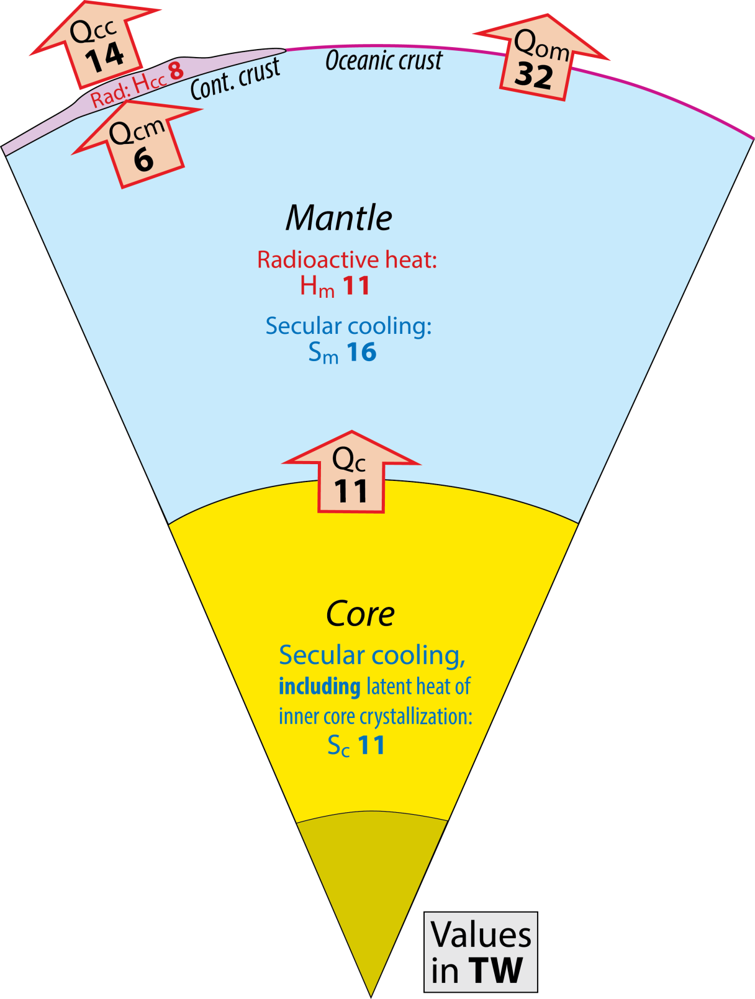 Qcc
14
Rad: Hcc 8
Cont. crust
Oceanic crust
Qom
32
Qcm
6
Mantle
Radioactive heat:
Hm 11
Secular cooling:
Sm 16
Qc
11
Core
Secular cooling,
including latent heat of
inner core crystallization:
Sc 11
Values
in TW